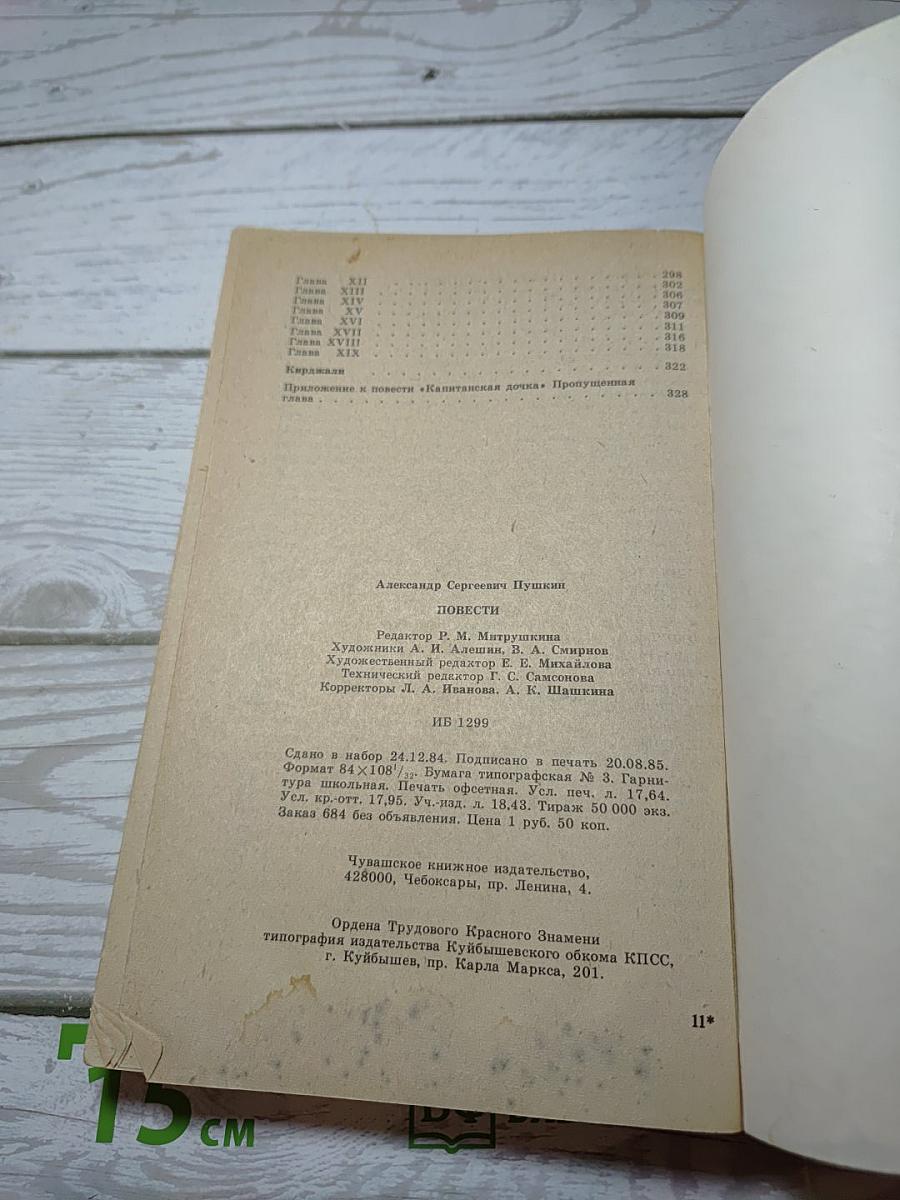 Глава XII . . . . . . . . . . . . . . . . . . . 298
Глава XIII . . . . . . . . . . . . . . . . . . . 302
Глава XIV . . . . . . . . . . . . . . . . . . . 306
Глава XV . . . . . . . . . . . . . . . . . . . 307
Глава XVI . . . . . . . . . . . . . . . . . . . 309
Глава XVII . . . . . . . . . . . . . . . . . . . 311
Глава XVIII . . . . . . . . . . . . . . . . . . . 316
Глава XIX . . . . . . . . . . . . . . . . . . . 318
Кирджали . . . . . . . . . . . . . . . . . . . 322
Приложение к повести «Капитанская дочка» Пропущенная
глава . . . . . . . . . . . . . . . . . . . . . . 328
Александр Сергеевич Пушкин
ПОВЕСТИ
Редактор Р. М. Митрушкина
Художники А. И. Алешин, В. А. Смирнов
Художественный редактор Е. Е. Михайлова
Технический редактор Г. С. Самсонова
Корректоры Л. А. Иванова. А. К. Шашкина
ИБ 1299
Сдано в набор 24.12.84. Подписано в печать 20.08.85.
Формат 84×108¹/₃₂. Бумага типографская № 3. Гарни-
тура школьная. Печать офсетная. Усл. печ. л. 17,64.
Усл. кр.-отт. 17,95. Уч.-изд. л. 18,43. Тираж 50 000 экз.
Заказ 684 без объявления. Цена 1 руб. 50 коп.
Чувашское книжное издательство,
428000, Чебоксары, пр. Ленина, 4.
Ордена Трудового Красного Знамени
типография издательства Куйбышевского обкома КПСС,
г. Куйбышев, пр. Карла Маркса, 201.
11*
15 см